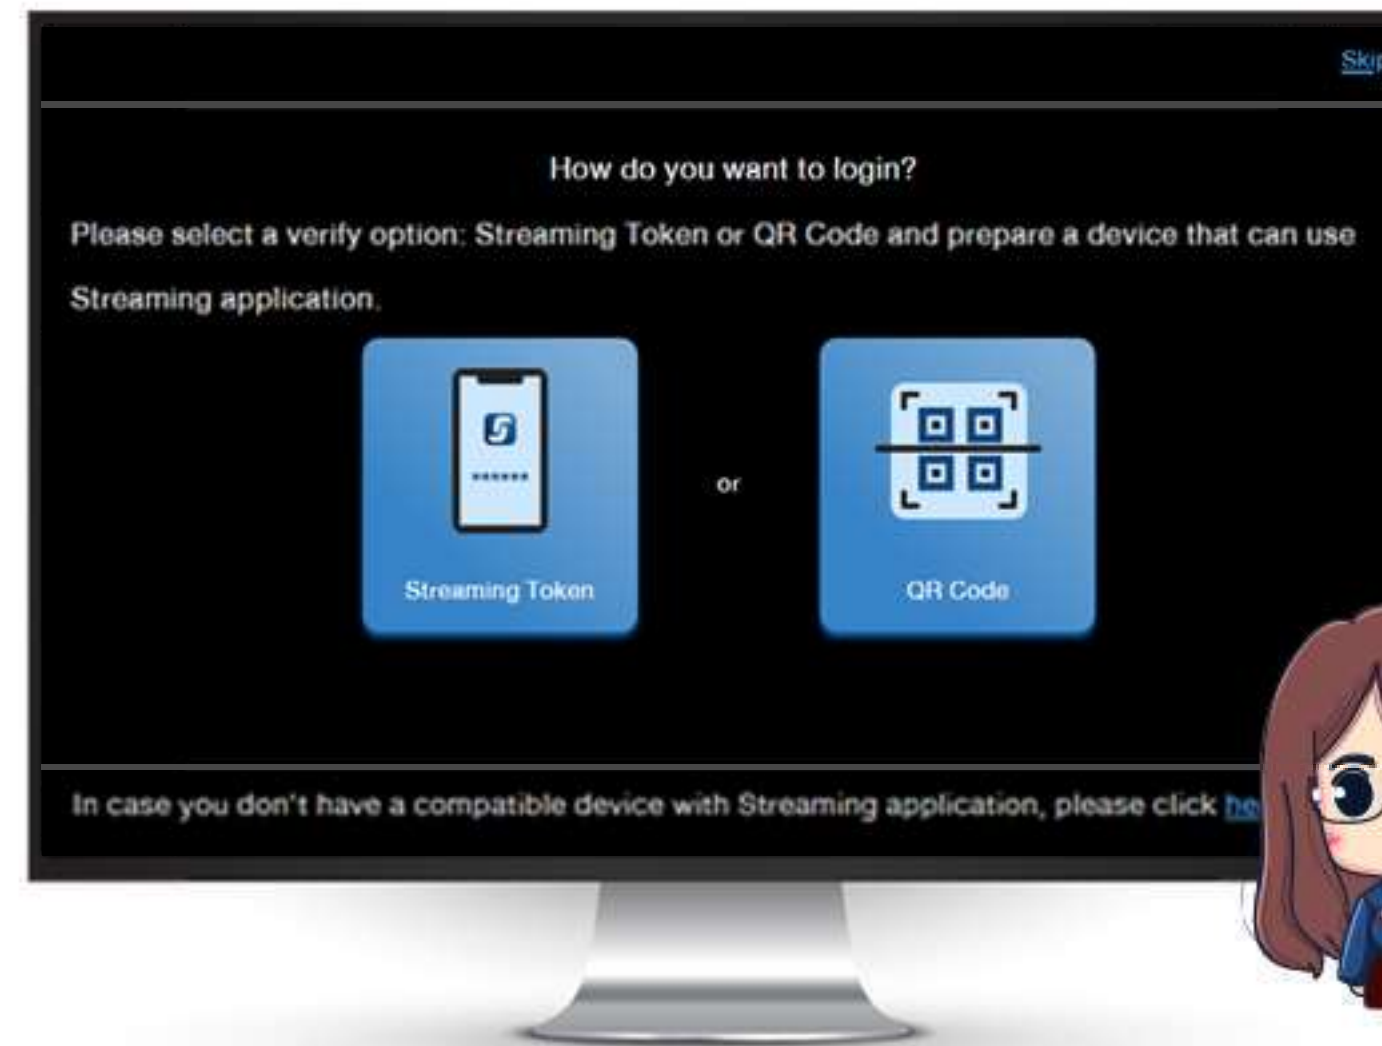 Skip
How do you want to login?
Please select a verify option: Streaming Token or QR Code and prepare a device that can use
Streaming application.
or
Streaming Token
QR Code
In case you don't have a compatible device with Streaming application, please click